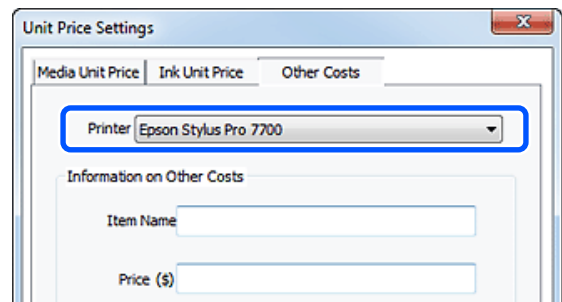 Unit Price Settings
Media Unit Price Ink Unit Price Other Costs
Printer Epson Stylus Pro 7700
Information on Other Costs
Item Name
Price ($)